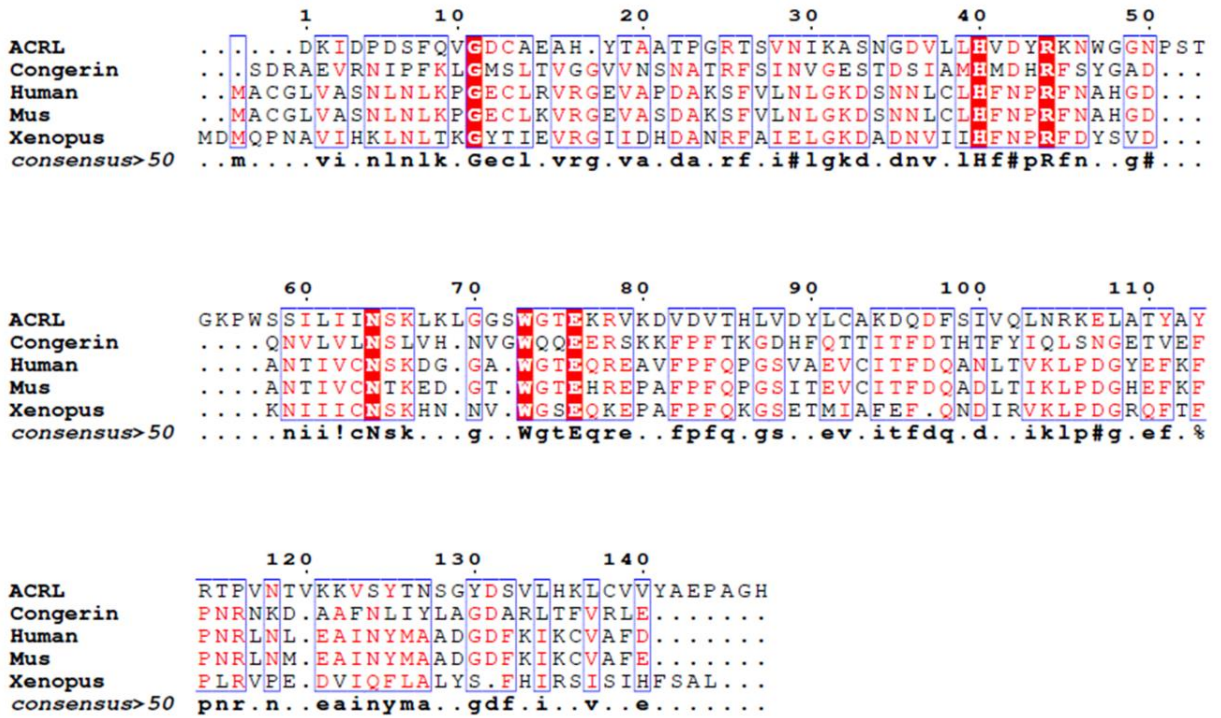 1 10 20 30 40 50
ACRL .....DKIDPDSFQVGDCAEAH.YTAATPGRTSVNIKASNGDVLLHVDYRKNWGGNPST
Congerin ...SDRAEVRNIPFKLGMSLTVGGVVNSNATRFSINVGESTDSIAMHMDHRFSYGAD...
Human ..MACGLVASNLNLKPGECLRVRGEVAPDAKSFVLNLGKDSNNLCLHFNPRFNAHGD...
Mus ..MACGLVASNLNLKPGECLKVRGEVASDAKSFVLNLGKDSNNLCLHFNPRFNAHGD...
Xenopus MDMQPNAVIHKLNLTKGYTIEVRGIIDHDANRFAIELGKDADNVIIHFNPRFDYSVD...
consensus>50 ..m....vi.nlnlk.Gecl.vrg.va.da.rf.i#lgkd.dnv.lHf#pRfn..g#...
60 70 80 90 100 110
ACRL GKPWSSILIINSKLKLGGSWGTEKRVKDVDVTHLVDYLCAKDQDFSIVQLNRKELATYAY
Congerin ....QNVLVLNSLVH.NVGWQQEERSKKFPFTKGDHFQTTITFDTHTFYIQLSNGETVEF
Human ....ANTIVCNSKDG.GA.WGTEQREAVFPFQPGSVAEVCITFDQANLTVKLPDGYEFKF
Mus ....ANTIVCNTKED.GT.WGTEHREPAFPFQPGSITEVCITFDQADLTIKLPDGHEFKF
Xenopus ....KNIIICNSKHN.NV.WGSEQKEPAFPFQKGSETMIAFEF.QNDIRVKLPDGRQFTF
consensus>50 .....nii!cNsk...g..WgtEqre..fpfq.gs..ev.itfdq.d..iklp#g.ef.%
120 130 140
ACRL RTPVNTVKKVSYTNSGYDSVLHKLCVVYAEPAGH
Congerin PNRNKD.AAFNLIYLAGDARLTFVRLE.......
Human PNRLNL.EAINYMAADGDFKIKCVAFD.......
Mus PNRLNM.EAINYMAADGDFKIKCVAFE.......
Xenopus PLRVPE.DVIQFLALYS.FHIRSISIHFSAL...
consensus>50 pnr.n..eainyma..gdf.i..v..e.......